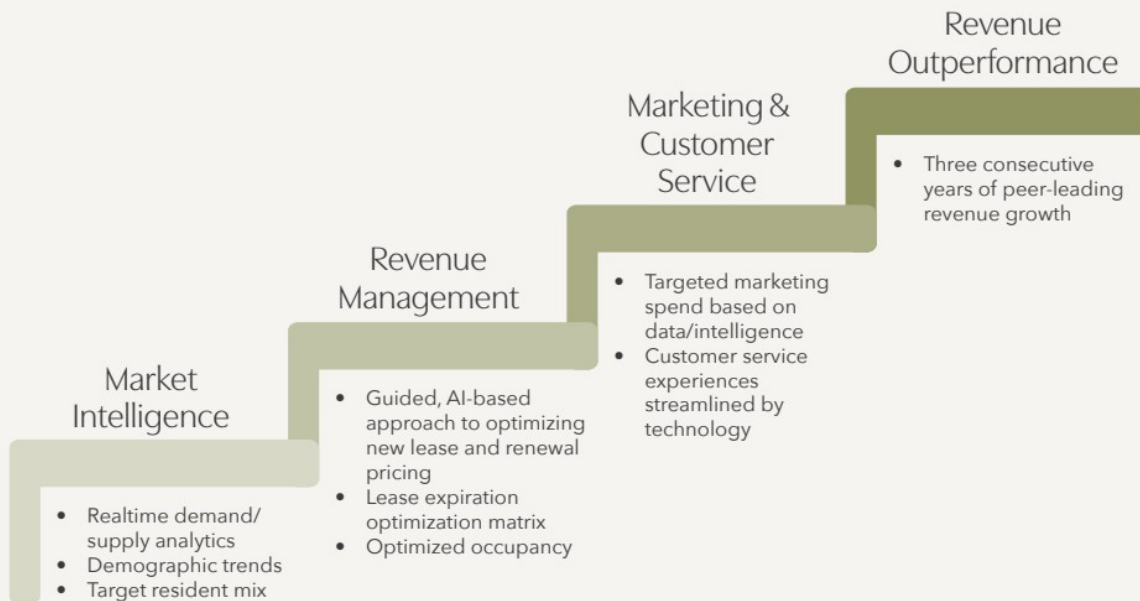 Market
Intelligence
• Realtime demand/
supply analytics
• Demographic trends
• Target resident mix
Revenue
Management
• Guided, AI-based
approach to optimizing
new lease and renewal
pricing
• Lease expiration
optimization matrix
• Optimized occupancy
Marketing &
Customer
Service
• Targeted marketing
spend based on
data/intelligence
• Customer service
experiences
streamlined by
technology
Revenue
Outperformance
• Three consecutive
years of peer-leading
revenue growth